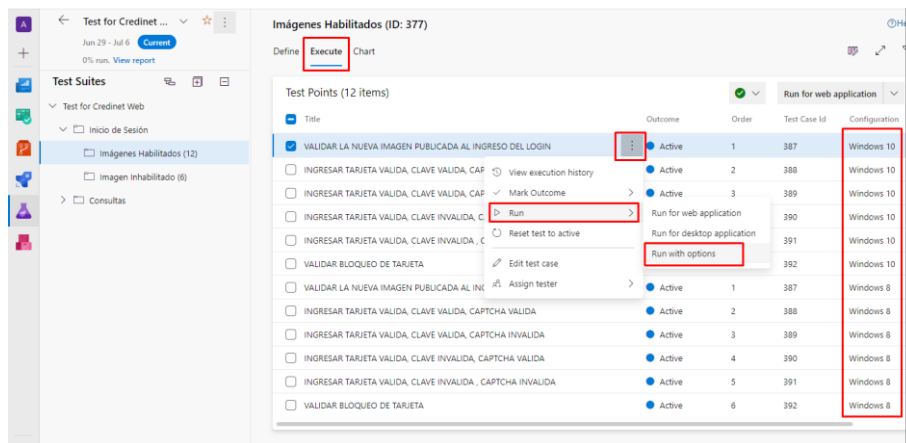 A
Test for Credinet ...
Jun 29 - Jul 6 Current
0% run. View report
Test Suites
Test for Credinet Web
Inicio de Sesión
Imágenes Habilitados (12)
Imagen Inhabilitado (6)
Consultas
Imágenes Habilitados (ID: 377)
Define Execute Chart
Test Points (12 items)
Run for web application
Title Outcome Order Test Case Id Configuration
VALIDAR LA NUEVA IMAGEN PUBLICADA AL INGRESO DEL LOGIN Active 1 387 Windows 10
INGRESAR TARJETA VALIDA, CLAVE VALIDA, CAP Active 2 388 Windows 10
INGRESAR TARJETA VALIDA, CLAVE VALIDA, CAP Active 3 389 Windows 10
INGRESAR TARJETA VALIDA, CLAVE INVALIDA, C 390 Windows 10
INGRESAR TARJETA VALIDA, CLAVE INVALIDA , C 391 Windows 10
VALIDAR BLOQUEO DE TARJETA 392 Windows 10
VALIDAR LA NUEVA IMAGEN PUBLICADA AL ING Active 1 387 Windows 8
INGRESAR TARJETA VALIDA, CLAVE VALIDA, CAPTCHA VALIDA Active 2 388 Windows 8
INGRESAR TARJETA VALIDA, CLAVE VALIDA, CAPTCHA INVALIDA Active 3 389 Windows 8
INGRESAR TARJETA VALIDA, CLAVE INVALIDA, CAPTCHA VALIDA Active 4 390 Windows 8
INGRESAR TARJETA VALIDA, CLAVE INVALIDA , CAPTCHA INVALIDA Active 5 391 Windows 8
VALIDAR BLOQUEO DE TARJETA Active 6 392 Windows 8
View execution history
Mark Outcome
Run
Reset test to active
Edit test case
Assign tester
Run for web application
Run for desktop application
Run with options